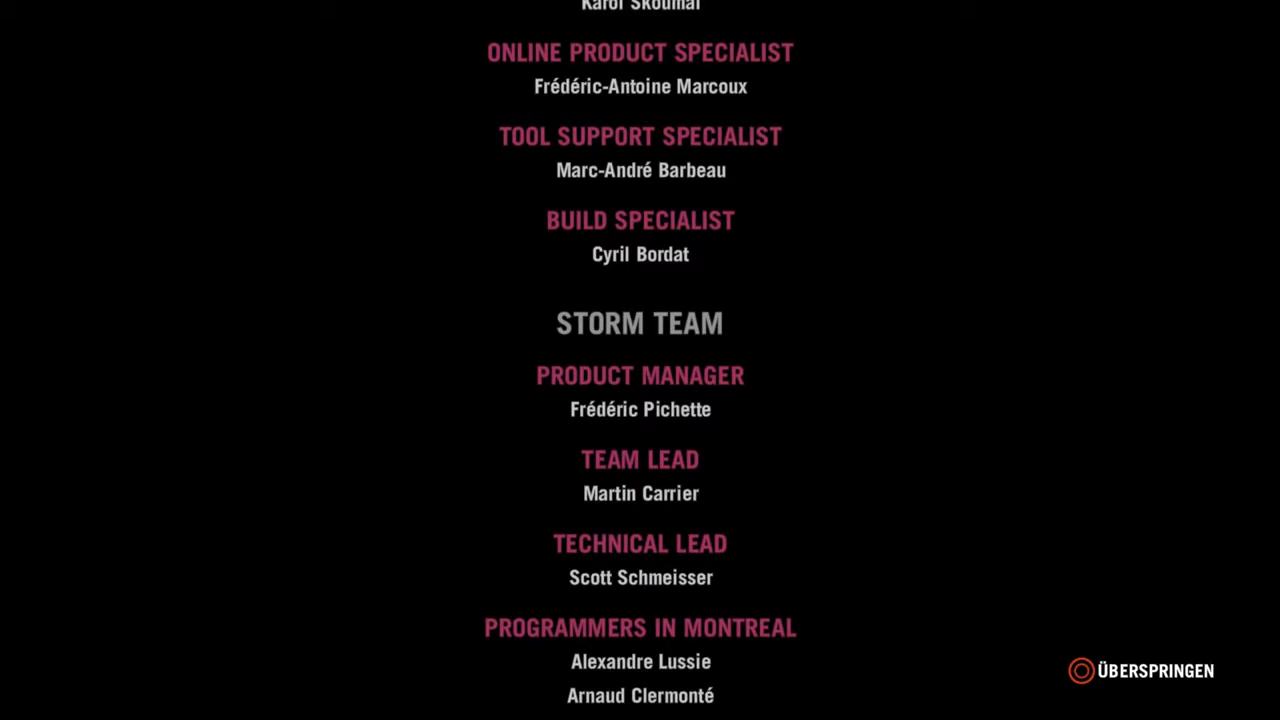 Karol Skoumal
ONLINE PRODUCT SPECIALIST
Frédéric-Antoine Marcoux
TOOL SUPPORT SPECIALIST
Marc-André Barbeau
BUILD SPECIALIST
Cyril Bordat
STORM TEAM
PRODUCT MANAGER
Frédéric Pichette
TEAM LEAD
Martin Carrier
TECHNICAL LEAD
Scott Schmeisser
PROGRAMMERS IN MONTREAL
Alexandre Lussie
ÜBERSPRINGEN
Arnaud Clermonté